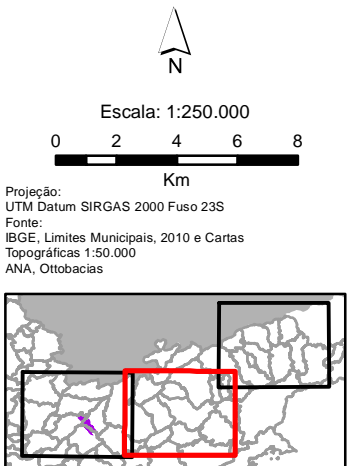 N
Escala: 1:250.000
0 2 4 6 8
Km
Projeção:
UTM Datum SIRGAS 2000 Fuso 23S
Fonte:
IBGE, Limites Municipais, 2010 e Cartas
Topográficas 1:50.000
ANA, Ottobacias